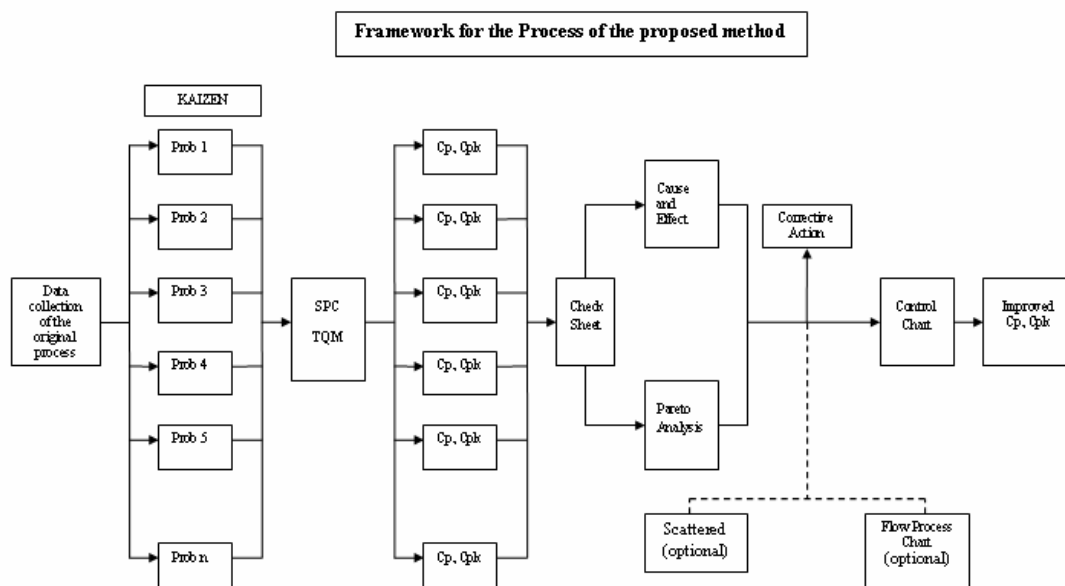 Framework for the Process of the proposed method
KAIZEN
Prob 1
Prob 2
Prob 3
Prob 4
Prob 5
Prob n
Data
collection
of the
original
process
SPC
TQM
Cp, Cpk
Cp, Cpk
Cp, Cpk
Cp, Cpk
Cp, Cpk
Cp, Cpk
Check
Sheet
Cause
and
Effect
Pareto
Analysis
Corrective
Action
Scattered
(optional)
Flow Process
Chart
(optional)
Control
Chart
Improved
Cp, Cpk